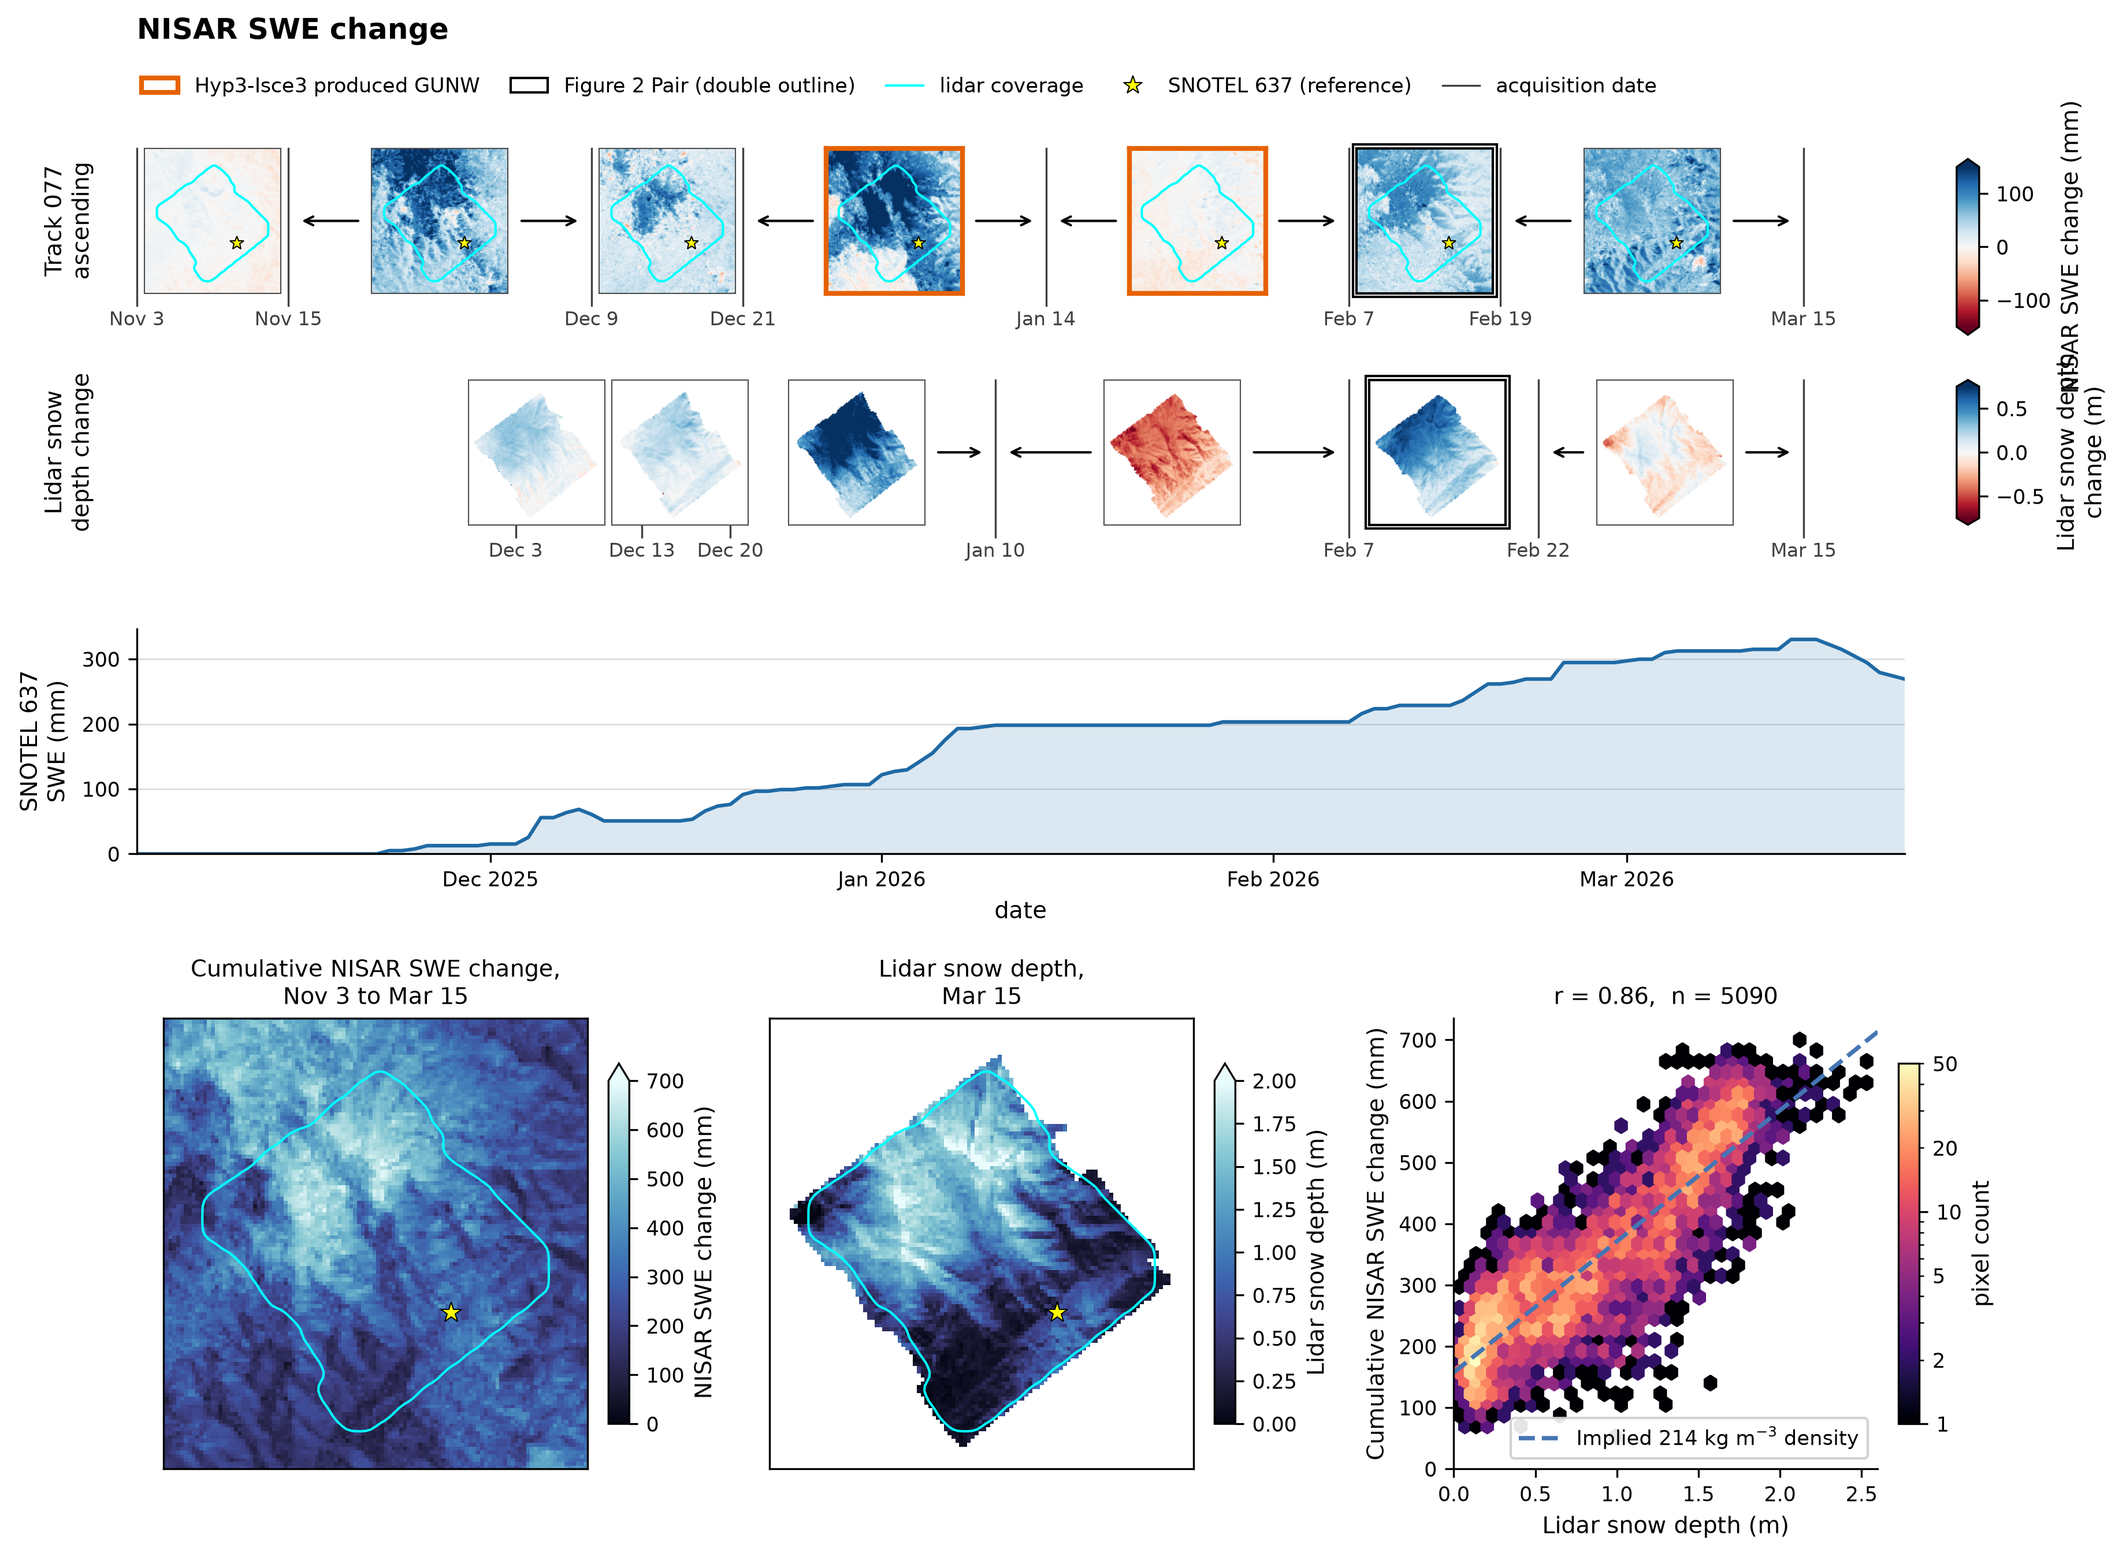 NISAR SWE change
Hyp3-Isce3 produced GUNW
Figure 2 Pair (double outline)
lidar coverage
SNOTEL 637 (reference)
acquisition date
Track 077
ascending
Nov 3
Nov 15
Dec 9
Dec 21
Jan 14
Feb 7
Feb 19
Mar 15
100
0
−100
NISAR SWE change (mm)
Lidar snow
depth change
Dec 3
Dec 13
Dec 20
Jan 10
Feb 7
Feb 22
Mar 15
0.5
0.0
−0.5
Lidar snow depth
change (m)
SNOTEL 637
SWE (mm)
300
200
100
0
Dec 2025
Jan 2026
Feb 2026
Mar 2026
date
Cumulative NISAR SWE change,
Nov 3 to Mar 15
700
600
500
400
300
200
100
0
NISAR SWE change (mm)
Lidar snow depth,
Mar 15
2.00
1.75
1.50
1.25
1.00
0.75
0.50
0.25
0.00
Lidar snow depth (m)
r = 0.86, n = 5090
Cumulative NISAR SWE change (mm)
700
600
500
400
300
200
100
0
Implied 214 kg m⁻³ density
0.0
0.5
1.0
1.5
2.0
2.5
Lidar snow depth (m)
50
20
10
5
2
1
pixel count